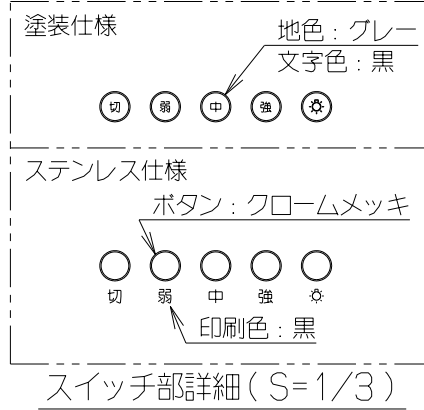 塗装仕様
地色：グレー
文字色：黒
切 弱 中 強
ステンレス仕様
ボタン：クロームメッキ
切 弱 中 強
印刷色：黒
スイッチ部詳細(S=1/3)